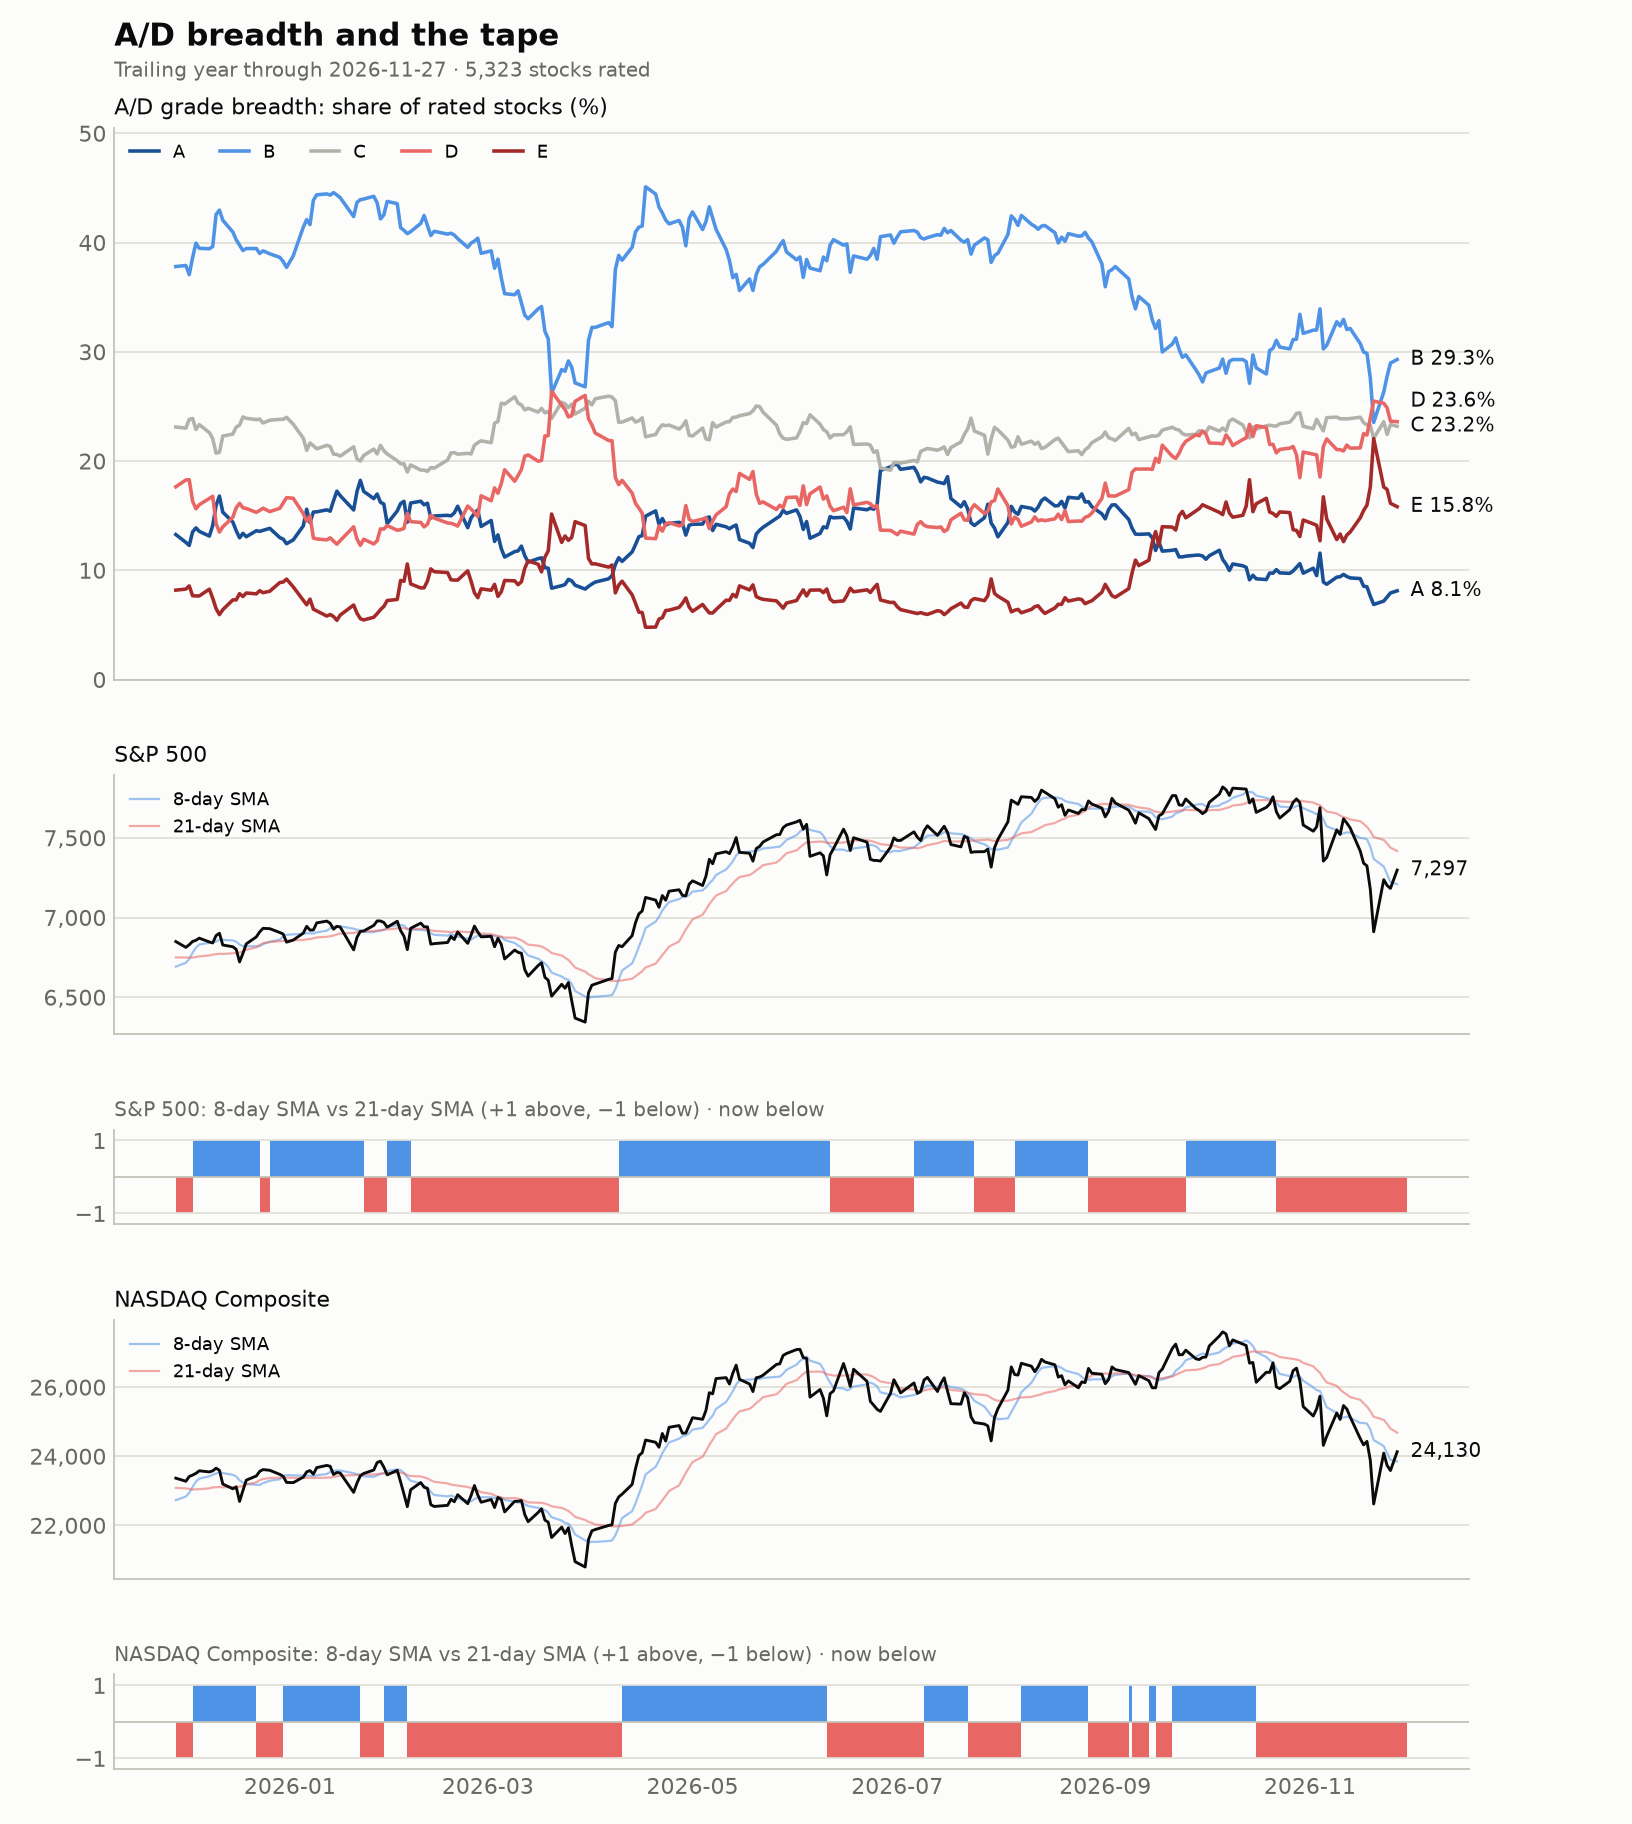 A/D breadth and the tape
Trailing year through 2026-11-27 · 5,323 stocks rated
A/D grade breadth: share of rated stocks (%)
50
A B C D E
40
30
B 29.3%
D 23.6%
C 23.2%
20
E 15.8%
10
A 8.1%
0
S&P 500
8-day SMA
21-day SMA
7,500
7,297
7,000
6,500
S&P 500: 8-day SMA vs 21-day SMA (+1 above, −1 below) · now below
1
−1
NASDAQ Composite
8-day SMA
21-day SMA
26,000
24,130
24,000
22,000
NASDAQ Composite: 8-day SMA vs 21-day SMA (+1 above, −1 below) · now below
1
−1
2026-01 2026-03 2026-05 2026-07 2026-09 2026-11